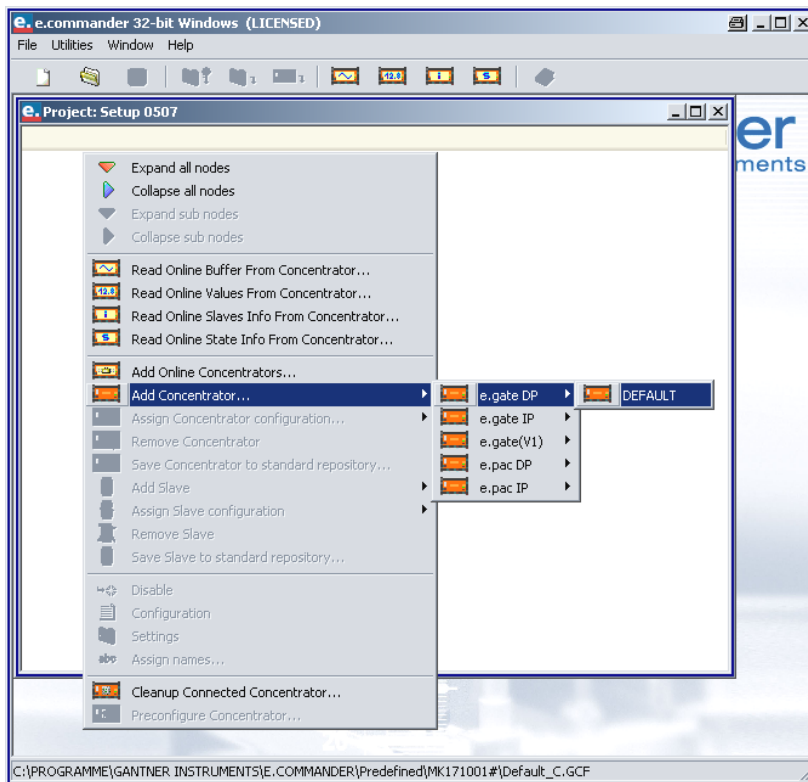 e. e.commander 32-bit Windows (LICENSED)
File Utilities Window Help
12.8 i S
e. Project: Setup 0507
er
ments
Expand all nodes
Collapse all nodes
Expand sub nodes
Collapse sub nodes
Read Online Buffer From Concentrator...
12.8 Read Online Values From Concentrator...
i Read Online Slaves Info From Concentrator...
S Read Online State Info From Concentrator...
Add Online Concentrators...
Add Concentrator... e.gate DP DEFAULT
Assign Concentrator configuration... e.gate IP
Remove Concentrator e.gate(V1)
Save Concentrator to standard repository... e.pac DP
Add Slave e.pac IP
Assign Slave configuration
Remove Slave
Save Slave to standard repository...
Disable
Configuration
Settings
abv Assign names...
Cleanup Connected Concentrator...
Preconfigure Concentrator...
C:\PROGRAMME\GANTNER INSTRUMENTS\E.COMMANDER\Predefined\MK171001#\Default_C.GCF